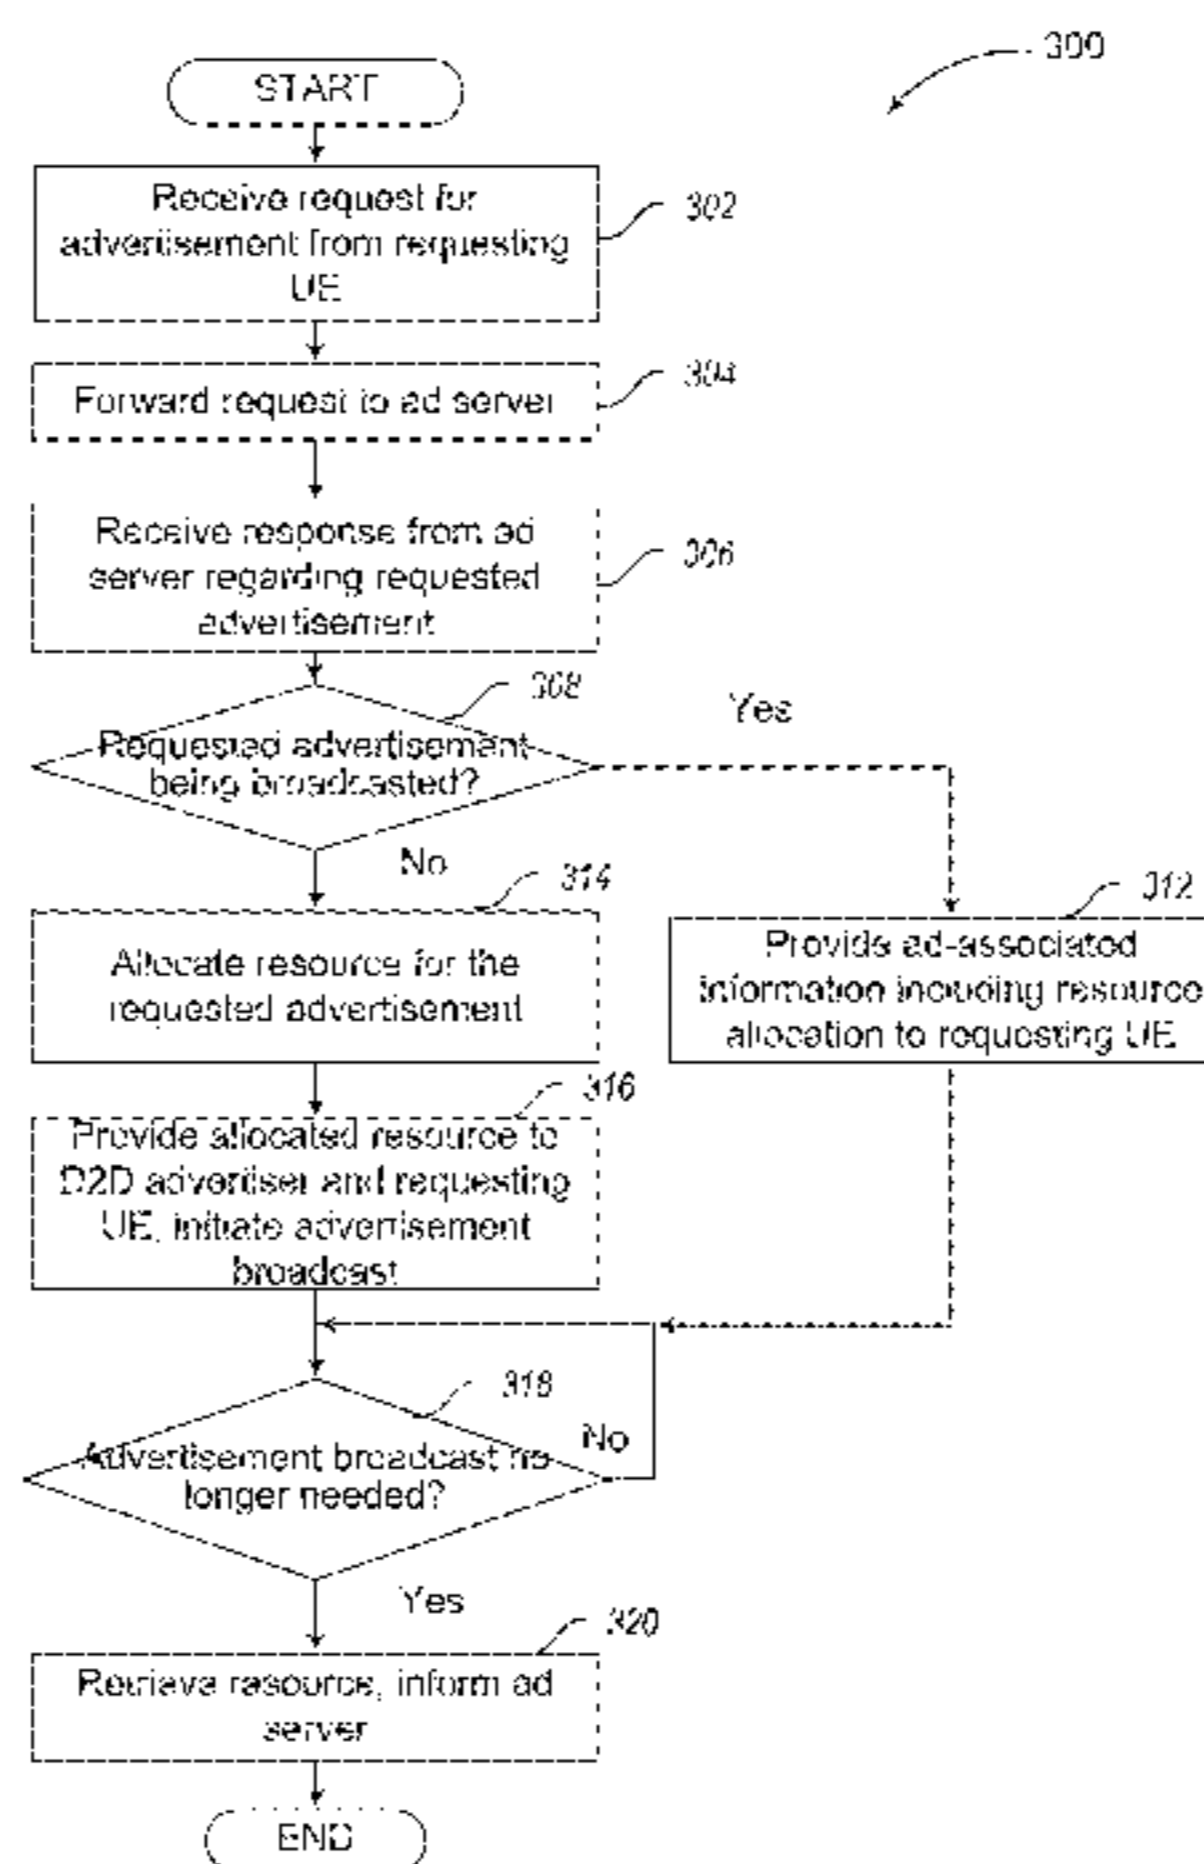 300
START
Receive request for
advertisement from requesting
UE
302
Forward request to ad server
304
Receive response from ad
server regarding requested
advertisement
306
308
Requested advertisement
being broadcasted?
Yes
No
314
Allocate resource for the
requested advertisement
312
Provide ad-associated
information including resource
allocation to requesting UE
316
Provide allocated resource to
D2D advertiser and requesting
UE, initiate advertisement
broadcast
318
Advertisement broadcast no
longer needed?
No
Yes
320
Retrieve resource, inform ad
server
END